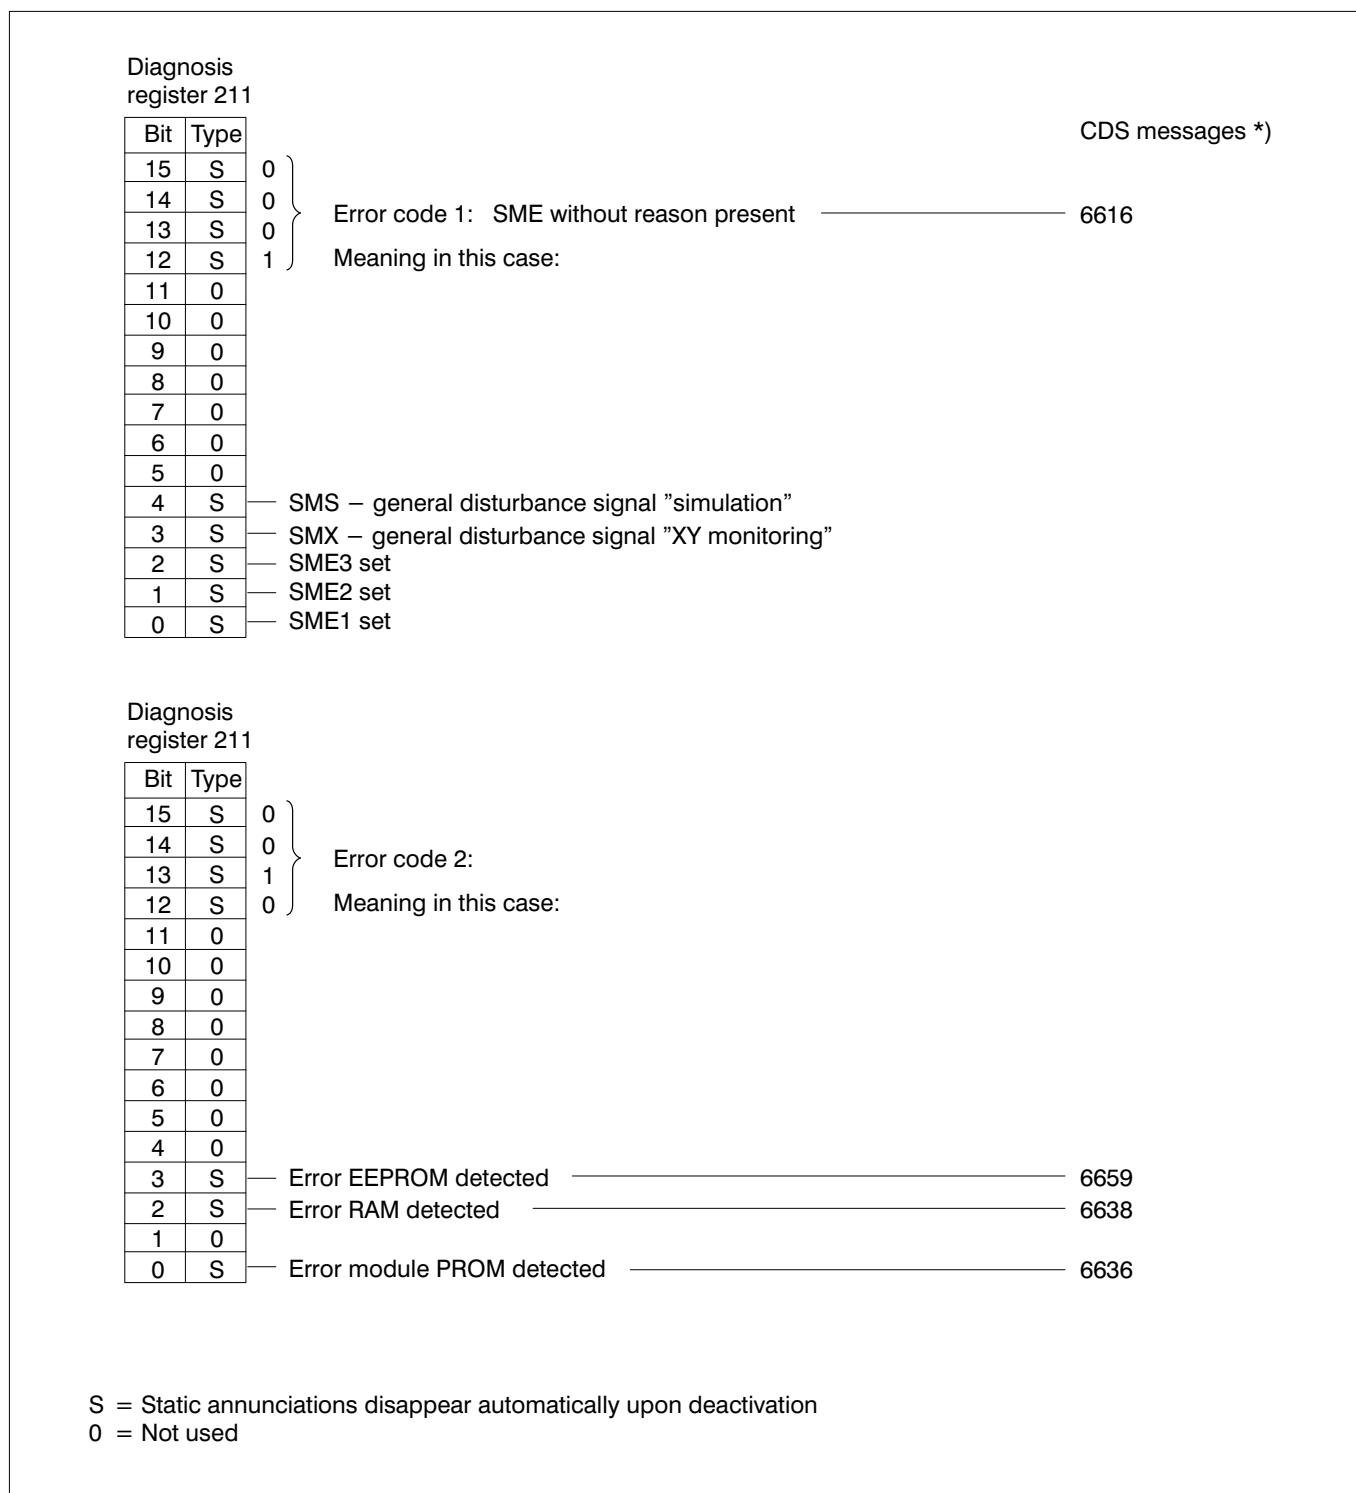 Diagnosis
register 211
Bit Type CDS messages *)
15 S 0
14 S 0
Error code 1: SME without reason present 6616
13 S 0
12 S 1 Meaning in this case:
11 0
10 0
9 0
8 0
7 0
6 0
5 0
4 S SMS – general disturbance signal ”simulation”
3 S SMX – general disturbance signal ”XY monitoring”
2 S SME3 set
1 S SME2 set
0 S SME1 set
Diagnosis
register 211
Bit Type
15 S 0
14 S 0
Error code 2:
13 S 1
12 S 0 Meaning in this case:
11 0
10 0
9 0
8 0
7 0
6 0
5 0
4 0
3 S Error EEPROM detected 6659
2 S Error RAM detected 6638
1 0
0 S Error module PROM detected 6636
S = Static annunciations disappear automatically upon deactivation
0 = Not used